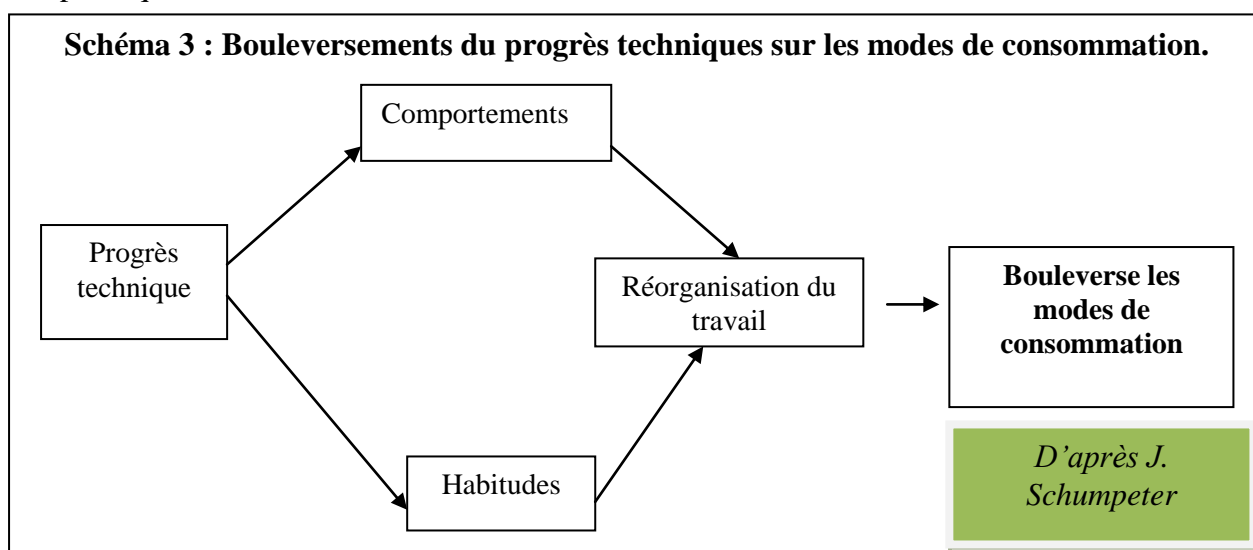 Schéma 3 : Bouleversements du progrès techniques sur les modes de consommation.
Comportements
Progrès
technique
Réorganisation du
travail
Bouleverse les
modes de
consommation
Habitudes
D’après J.
Schumpeter